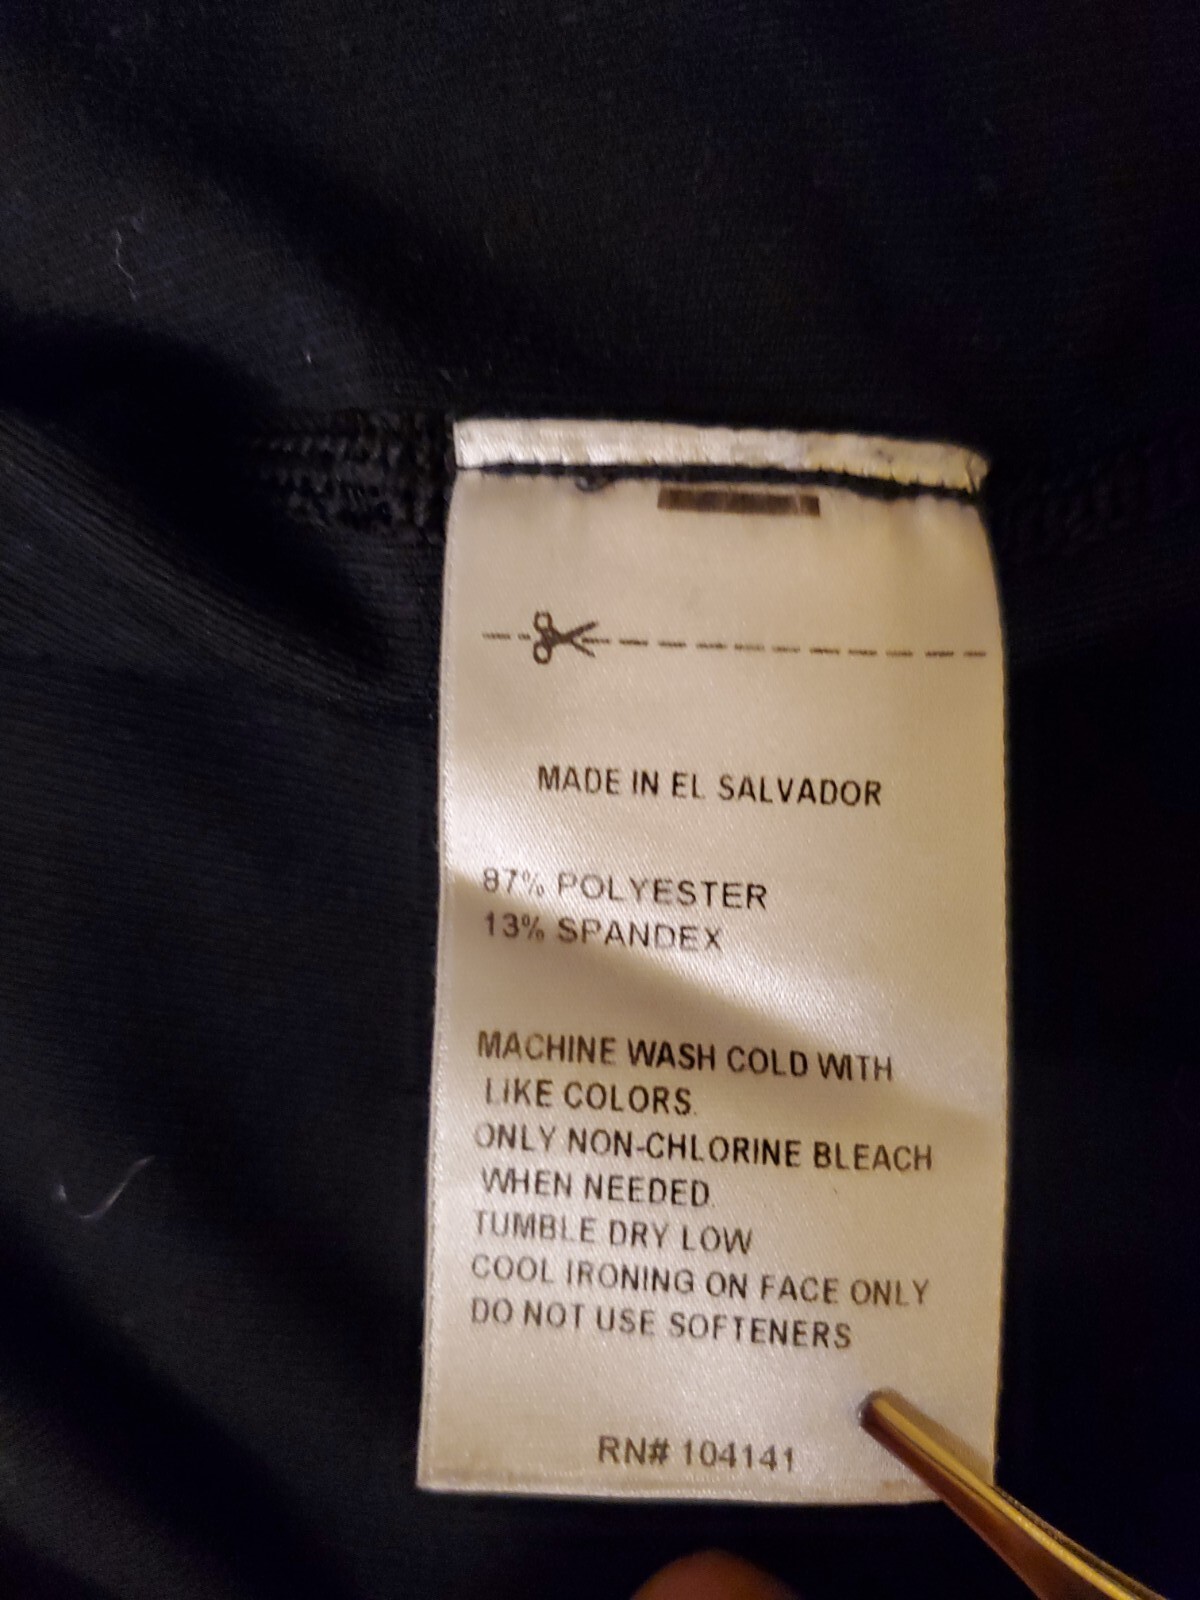 MADE IN EL SALVADOR
87% POLYESTER
13% SPANDEX
MACHINE WASH COLD WITH
LIKE COLORS.
ONLY NON-CHLORINE BLEACH
WHEN NEEDED.
TUMBLE DRY LOW
COOL IRONING ON FACE ONLY
DO NOT USE SOFTENERS
RN# 104141